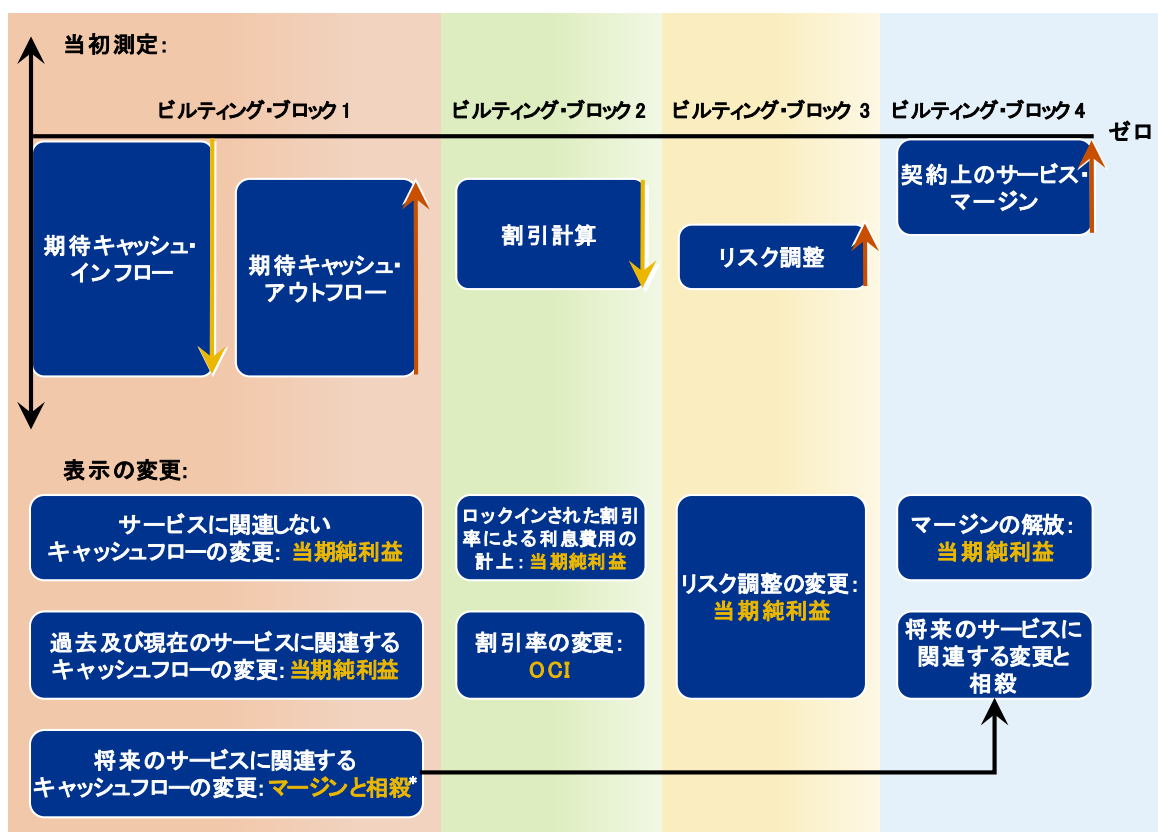 当初測定:
ビルティング・ブロック1
ビルティング・ブロック2
ビルティング・ブロック 3
ビルティング・ブロック4
ゼロ
期待キャッシュ・
インフロー
期待キャッシュ・
アウトフロー
割引計算
リスク調整
契約上のサービス・
マージン
表示の変更:
サービスに関連しない
キャッシュフローの変更: 当期純利益
過去及び現在のサービスに関連する
キャッシュフローの変更: 当期純利益
将来のサービスに関連する
キャッシュフローの変更: マージンと相殺*
ロックインされた割引
率による利息費用の
計上: 当期純利益
割引率の変更:
OCI
リスク調整の変更:
当期純利益
マージンの解放:
当期純利益
将来のサービスに
関連する変更と
相殺